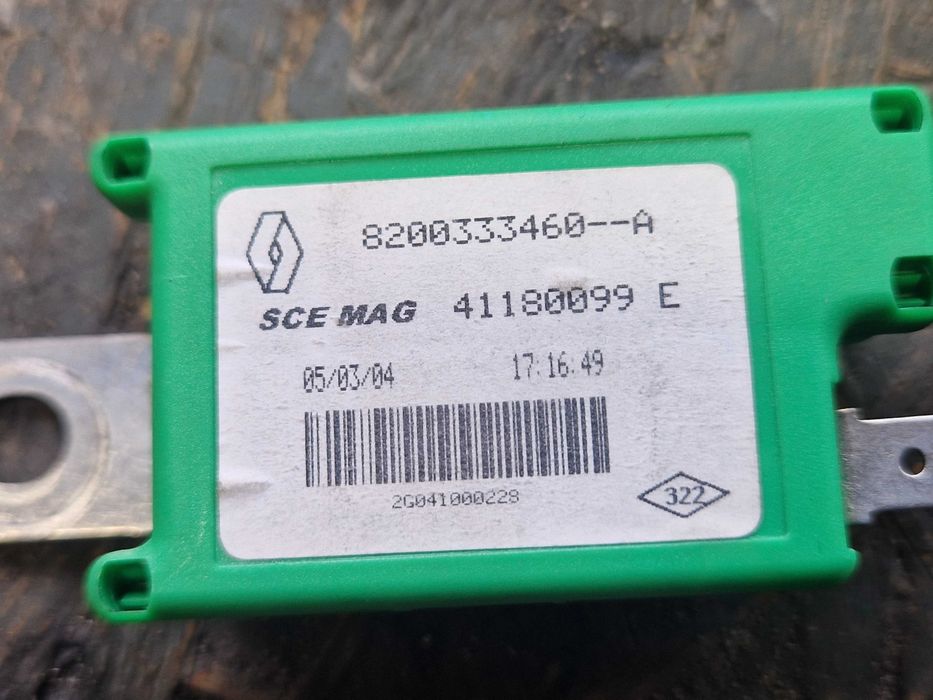 8200333460--A
SCE MAG 41180099 E
05/03/04 17:16:49
2G041000228
322